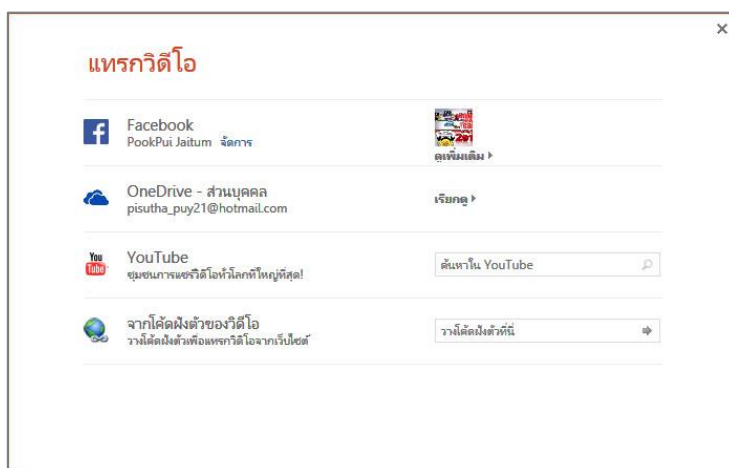 แทรกวิดีโอ
Facebook
PookPui Jaitum จัดการ
ดูเพิ่มเติม
OneDrive - ส่วนบุคคล
pisutha_puy21@hotmail.com
เรียกดู
You
Tube
YouTube
ชุมชนการแชร์วิดีโอทั่วโลกที่ใหญ่ที่สุด!
ค้นหาใน YouTube
จากโค้ดฝังตัวของวิดีโอ
วางโค้ดฝังตัวเพื่อแทรกวิดีโอจากเว็บไซต์
วางโค้ดฝังตัวที่นี่